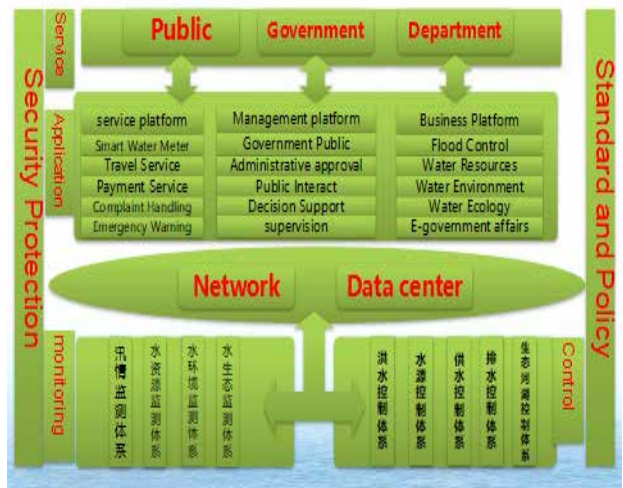 Security Protection
Standard and Policy
Service
Public
Government
Department
Application
service platform
Smart Water Meter
Travel Service
Payment Service
Complaint Handling
Emergency Warning
Management platform
Government Public
Administrative approval
Public Interact
Decision Support
supervision
Business Platform
Flood Control
Water Resources
Water Environment
Water Ecology
E-government affairs
Network
Data center
monitoring
汛情监测体系
水资源监测体系
水环境监测体系
水生态监测体系
洪水控制体系
水源控制体系
供水控制体系
排水控制体系
生态河湖控制体系
Control